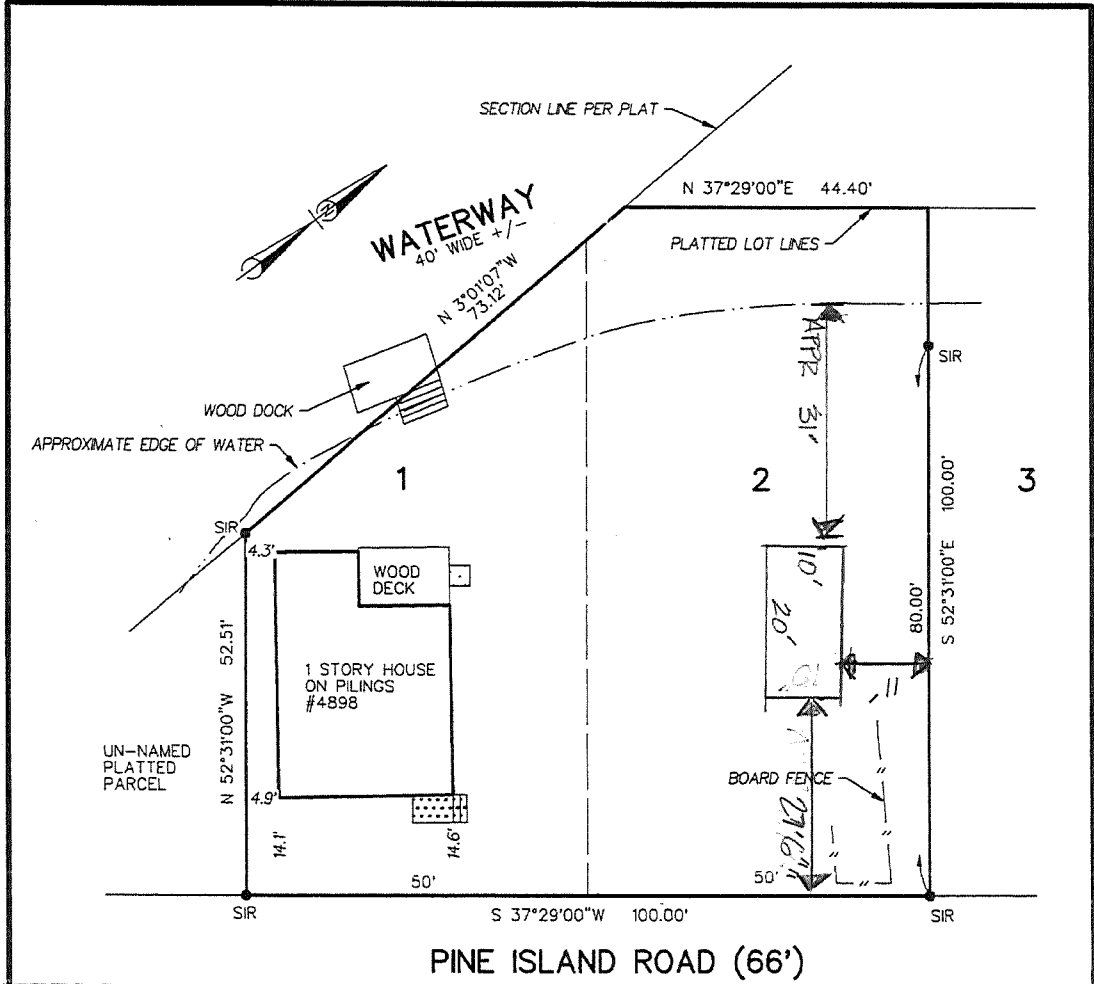 SECTION LINE PER PLAT
N 37°29'00"E 44.40'
N
WATERWAY
40' WIDE +/-
PLATTED LOT LINES
N 3°01'07"W
73.12'
APPR 31'
SIR
WOOD DOCK
APPROXIMATE EDGE OF WATER
1
2
3
S 52°31'00"E 100.00'
SIR
4.3'
WOOD
DECK
10'
20'
80.00'
N 52°31'00"W 52.51'
1 STORY HOUSE
ON PILINGS
#4898
10'
11'
UN-NAMED
PLATTED
PARCEL
BOARD FENCE
4.9'
14.1'
14.6'
27'6"
50'
50'
SIR
S 37°29'00"W 100.00'
SIR
PINE ISLAND ROAD (66')